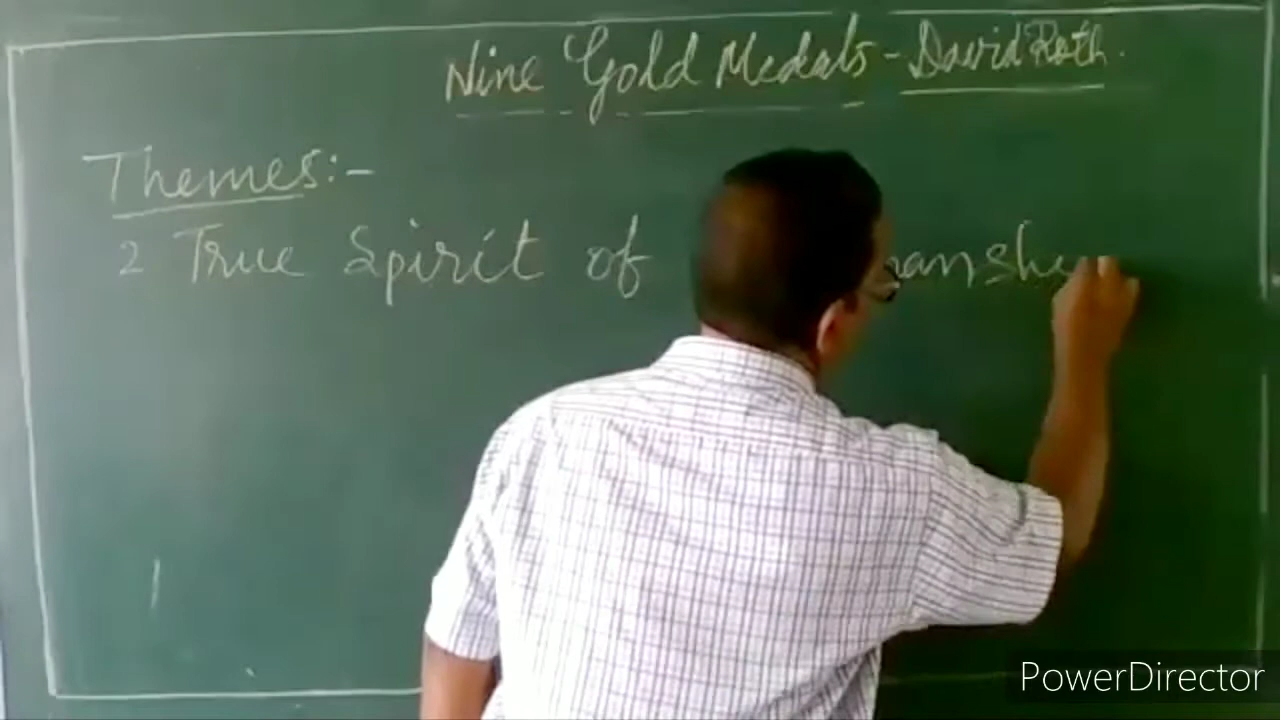 Nine Gold Medals - David Roth.
Themes:-
2 True Spirit of
PowerDirector